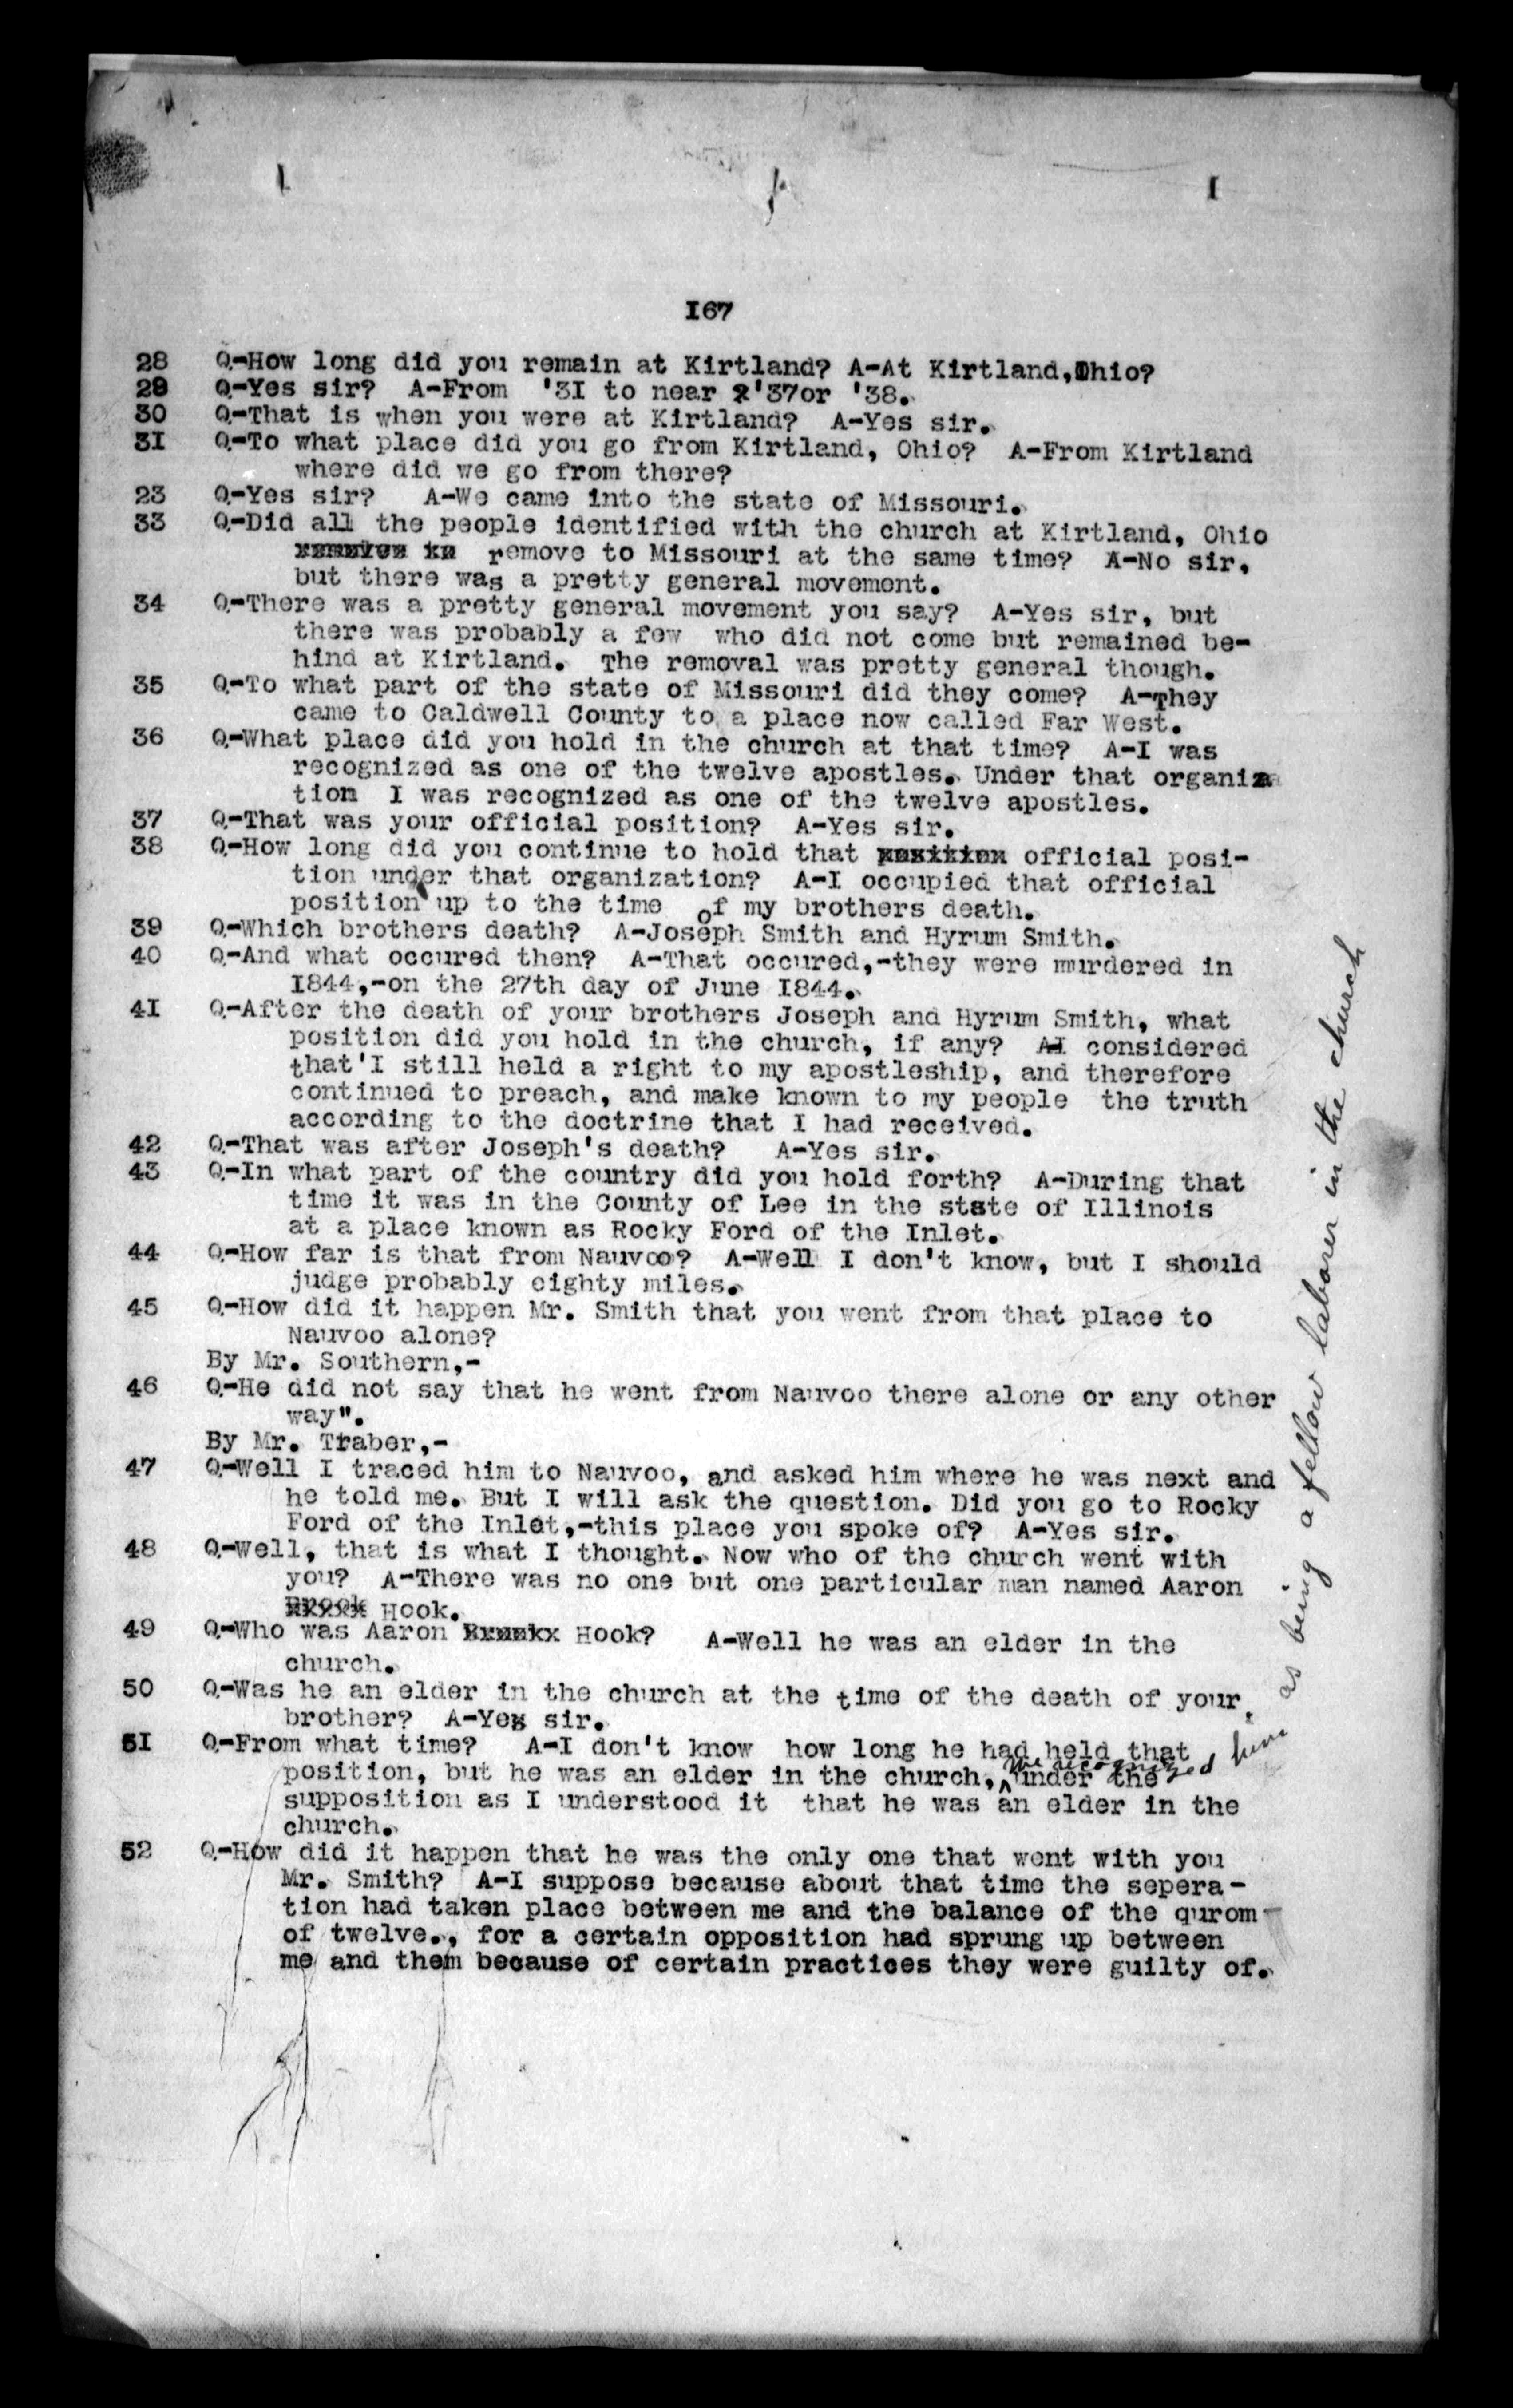 167
28 Q-How long did you remain at Kirtland? A-At Kirtland,Ohio?
29 Q-Yes sir? A-From '31 to near '37or '38.
30 Q-That is when you were at Kirtland? A-Yes sir.
31 Q-To what place did you go from Kirtland, Ohio? A-From Kirtland
where did we go from there?
23 Q-Yes sir? A-We came into the state of Missouri.
33 Q-Did all the people identified with the church at Kirtland, Ohio
remove to Missouri at the same time? A-No sir,
but there was a pretty general movement.
34 Q-There was a pretty general movement you say? A-Yes sir, but
there was probably a few who did not come but remained be-
hind at Kirtland. The removal was pretty general though.
35 Q-To what part of the state of Missouri did they come? A-They
came to Caldwell County to a place now called Far West.
36 Q-What place did you hold in the church at that time? A-I was
recognized as one of the twelve apostles. Under that organiza
tion I was recognized as one of the twelve apostles.
37 Q-That was your official position? A-Yes sir.
38 Q-How long did you continue to hold that official posi-
tion under that organization? A-I occupied that official
position up to the time of my brothers death.
39 Q-Which brothers death? A-Joseph Smith and Hyrum Smith.
40 Q-And what occured then? A-That occured,-they were murdered in
1844,-on the 27th day of June 1844.
41 Q-After the death of your brothers Joseph and Hyrum Smith, what
position did you hold in the church, if any? AI considered
that'I still held a right to my apostleship, and therefore
continued to preach, and make known to my people the truth
according to the doctrine that I had received.
42 Q-That was after Joseph's death? A-Yes sir.
43 Q-In what part of the country did you hold forth? A-During that
time it was in the County of Lee in the state of Illinois
at a place known as Rocky Ford of the Inlet.
44 Q-How far is that from Nauvoo? A-Well I don't know, but I should
judge probably eighty miles.
45 Q-How did it happen Mr. Smith that you went from that place to
Nauvoo alone?
By Mr. Southern,-
46 Q-He did not say that he went from Nauvoo there alone or any other
way".
By Mr. Traber,-
47 Q-Well I traced him to Nauvoo, and asked him where he was next and
he told me. But I will ask the question. Did you go to Rocky
Ford of the Inlet,-this place you spoke of? A-Yes sir.
48 Q-Well, that is what I thought. Now who of the church went with
you? A-There was no one but one particular man named Aaron
Brook Hook.
49 Q-Who was Aaron Hook? A-Well he was an elder in the
church.
50 Q-Was he an elder in the church at the time of the death of your
brother? A-Yes sir.
51 Q-From what time? A-I don't know how long he had held that
position, but he was an elder in the church, under the
we recognized him as being a fellow laborer in the church
supposition as I understood it that he was an elder in the
church.
52 Q-How did it happen that he was the only one that went with you
Mr. Smith? A-I suppose because about that time the sepera-
tion had taken place between me and the balance of the qurom
of twelve., for a certain opposition had sprung up between
me and them because of certain practices they were guilty of.